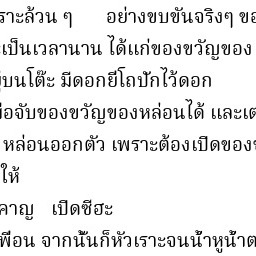 ราะล้วน ๆ อย่างขบขันจริงๆ ขอ
เป็นเวลานาน ได้แก่ของขวัญของ
บนโต๊ะ มีดอกยี่โถปักไว้ดอก
มือจับของขวัญของหล่อนได้ และเต
หล่อนออกตัว เพราะต้องเปิดของข
ให้
คาญ เปิดซีฮะ
เพื่อน จากนั้นก็หัวเราะจนน้ำหูน้ำต